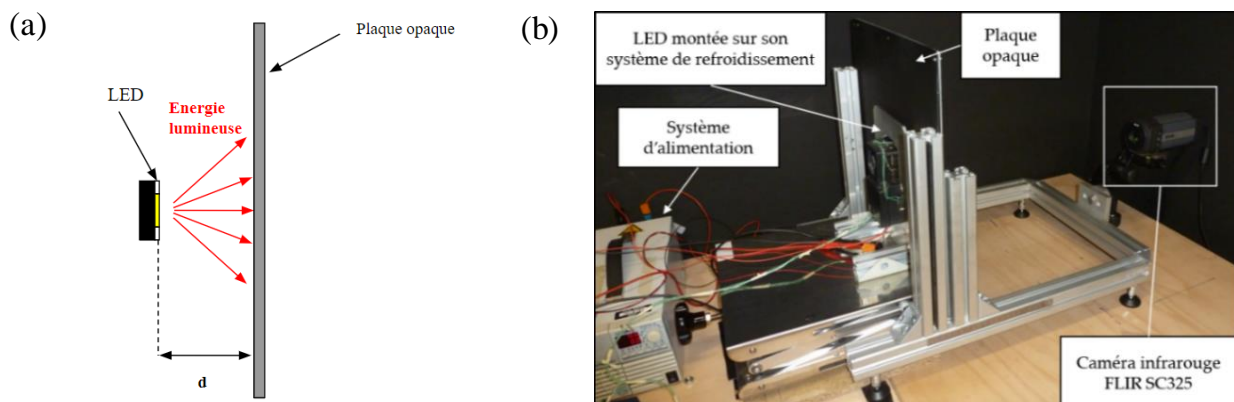 (a)
Plaque opaque
LED
Energie
lumineuse
d
(b)
LED montée sur son
système de refroidissement
Plaque
opaque
Système
d'alimentation
Caméra infrarouge
FLIR SC325